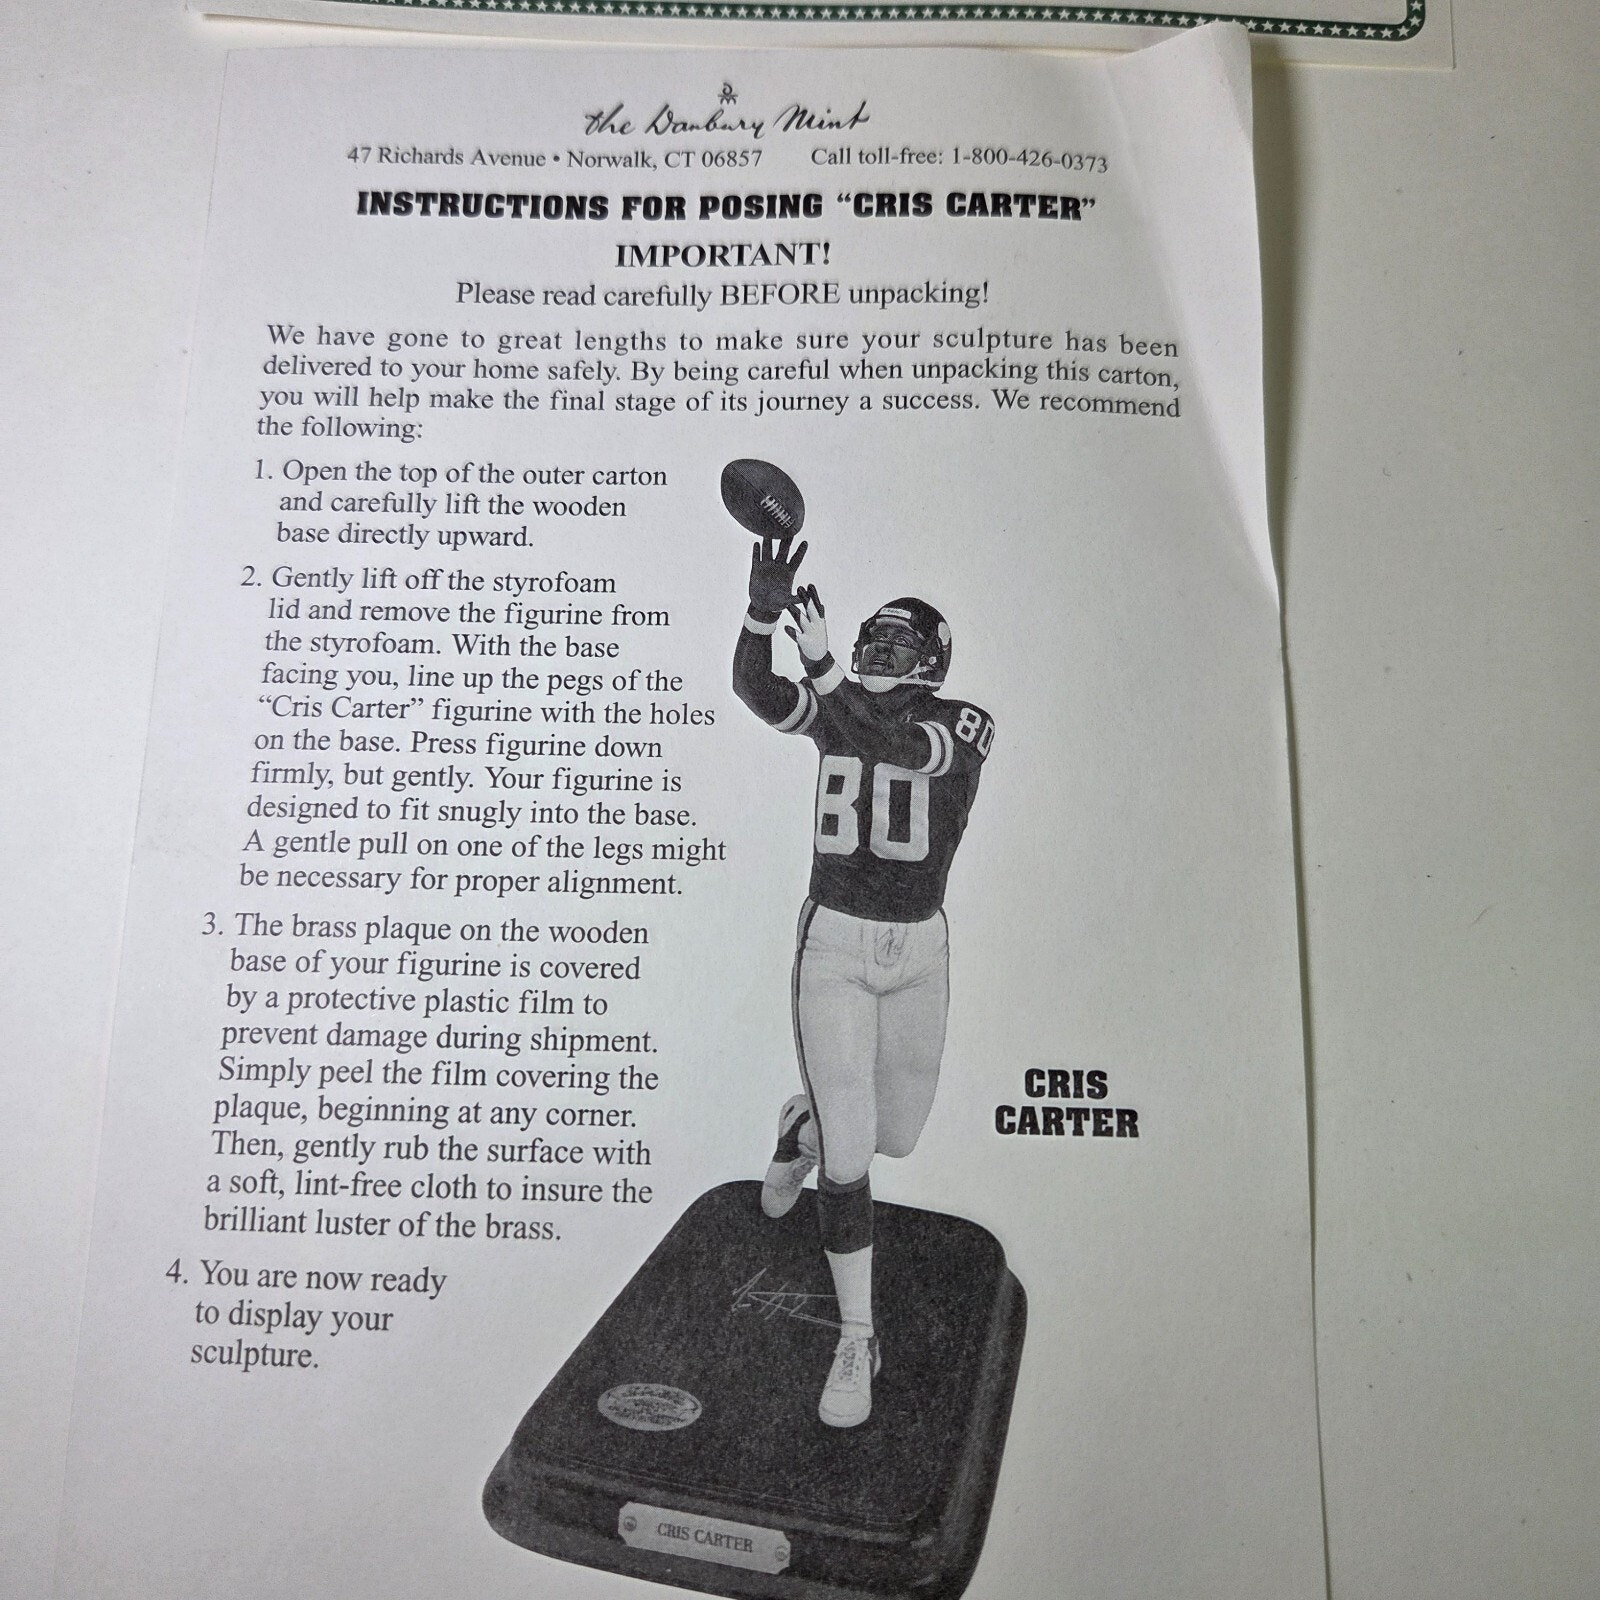 the Danbury Mint
47 Richards Avenue • Norwalk, CT 06857 Call toll-free: 1-800-426-0373
INSTRUCTIONS FOR POSING “CRIS CARTER”
IMPORTANT!
Please read carefully BEFORE unpacking!
We have gone to great lengths to make sure your sculpture has been
delivered to your home safely. By being careful when unpacking this carton,
you will help make the final stage of its journey a success. We recommend
the following:
1. Open the top of the outer carton
and carefully lift the wooden
base directly upward.
2. Gently lift off the styrofoam
lid and remove the figurine from
the styrofoam. With the base
facing you, line up the pegs of the
“Cris Carter” figurine with the holes
on the base. Press figurine down
firmly, but gently. Your figurine is
designed to fit snugly into the base.
A gentle pull on one of the legs might
be necessary for proper alignment.
3. The brass plaque on the wooden
base of your figurine is covered
by a protective plastic film to
prevent damage during shipment.
Simply peel the film covering the
plaque, beginning at any corner.
Then, gently rub the surface with
a soft, lint-free cloth to insure the
brilliant luster of the brass.
4. You are now ready
to display your
sculpture.
80
80
CRIS
CARTER
CRIS CARTER